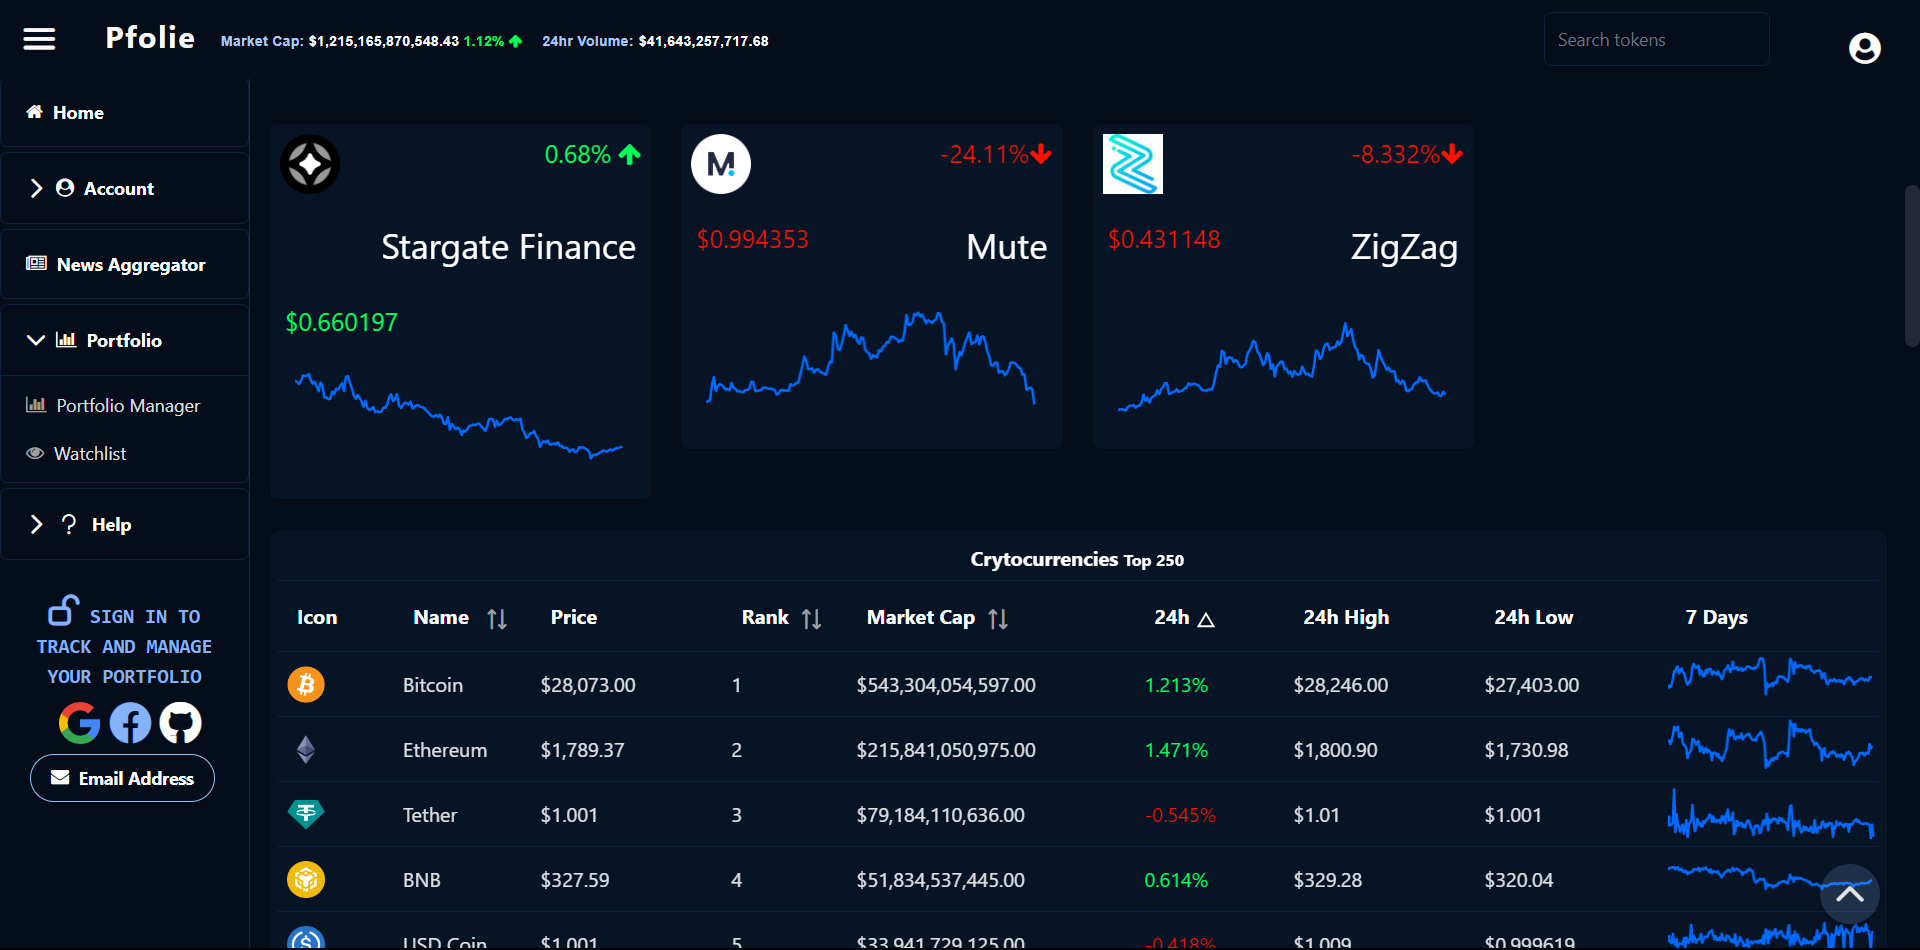 Pfolie
Market Cap: $1,215,165,870,548.43 1.12%
24hr Volume: $41,643,257,717.68
Search tokens
Home
Account
News Aggregator
Portfolio
Portfolio Manager
Watchlist
? Help
SIGN IN TO
TRACK AND MANAGE
YOUR PORTFOLIO
Email Address
0.68%
Stargate Finance
$0.660197
M.
-24.11%
$0.994353 Mute
-8.332%
$0.431148 ZigZag
Crytocurrencies Top 250
Icon Name Price Rank Market Cap 24h 24h High 24h Low 7 Days
Bitcoin $28,073.00 1 $543,304,054,597.00 1.213% $28,246.00 $27,403.00
Ethereum $1,789.37 2 $215,841,050,975.00 1.471% $1,800.90 $1,730.98
Tether $1.001 3 $79,184,110,636.00 -0.545% $1.01 $1.001
BNB $327.59 4 $51,834,537,445.00 0.614% $329.28 $320.04
USD Coin $1.001 5 $33,941,729,125.00 -0.418% $1.009 $0.999619